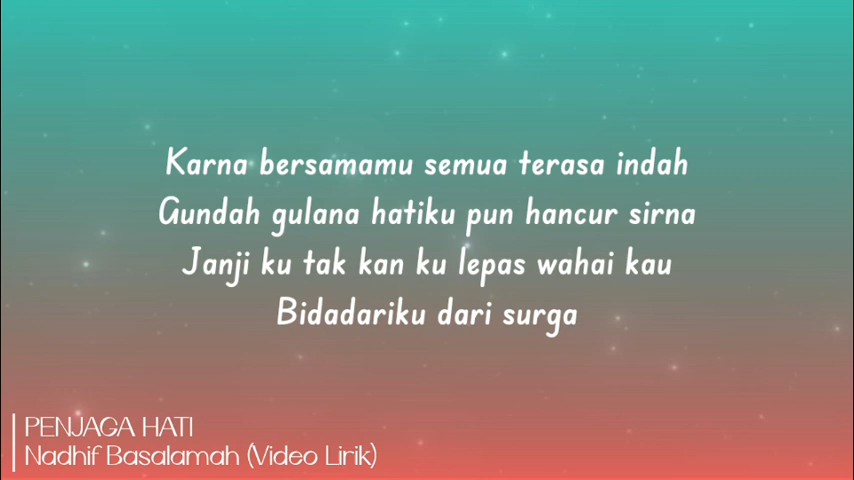 Karna bersamamu semua terasa indah
Gundah gulana hatiku pun hancur sirna
Janji ku tak kan ku lepas wahai kau
Bidadariku dari surga
PENJAGA HATI
Nadhif Basalamah (Video Lirik)